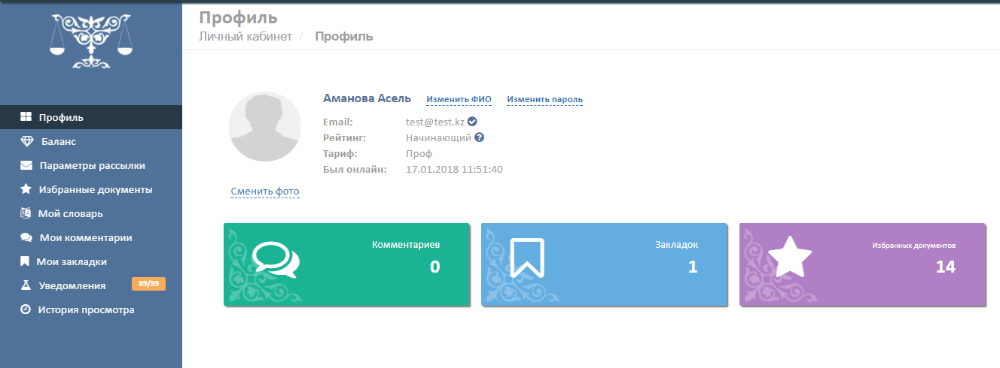 Профиль
Личный кабинет / Профиль
Профиль
Баланс
Параметры рассылки
Избранные документы
Мой словарь
Мои комментарии
Мои закладки
Уведомления 89/89
История просмотра
Аманова Асель Изменить ФИО Изменить пароль
Email: test@test.kz
Рейтинг: Начинающий
Тариф: Проф
Был онлайн: 17.01.2018 11:51:40
Сменить фото
Комментариев
0
Закладок
1
Избранных документов
14